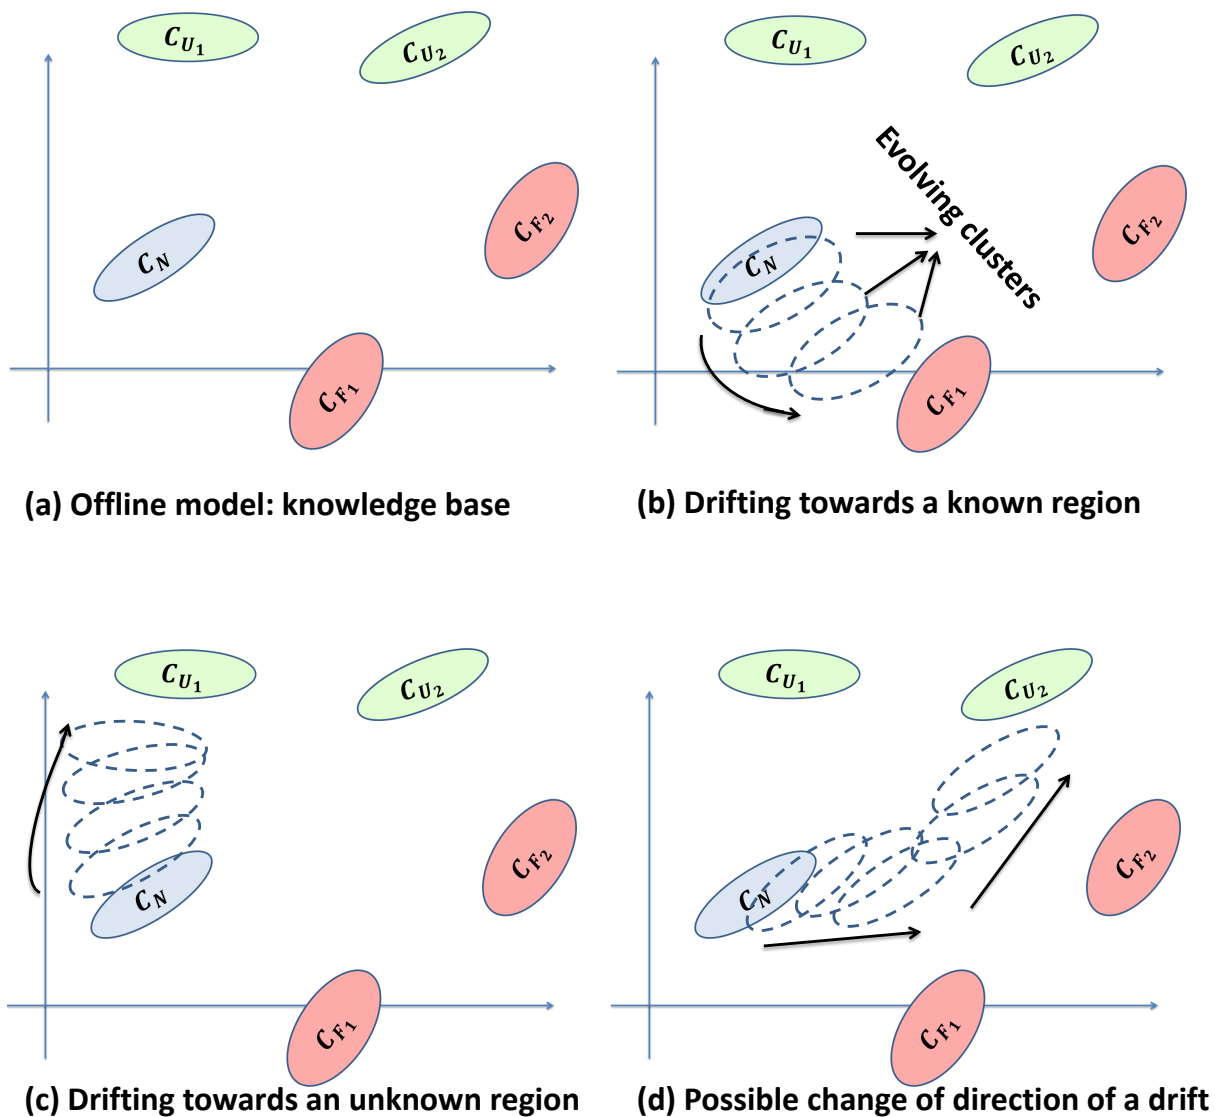 C_{U_1}
C_{U_2}
C_{F_2}
C_N
C_{F_1}
(a) Offline model: knowledge base
C_{U_1}
C_{U_2}
Evolving clusters
C_{F_2}
C_N
C_{F_1}
(b) Drifting towards a known region
C_{U_1}
C_{U_2}
C_{F_2}
C_N
C_{F_1}
(c) Drifting towards an unknown region
C_{U_1}
C_{U_2}
C_{F_2}
C_N
C_{F_1}
(d) Possible change of direction of a drift